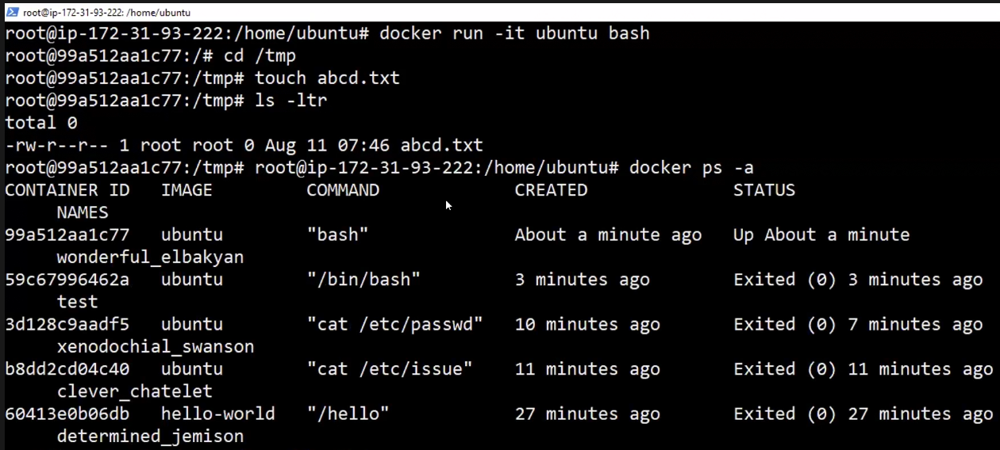 root@ip-172-31-93-222: /home/ubuntu
root@ip-172-31-93-222:/home/ubuntu# docker run -it ubuntu bash
root@99a512aa1c77:/# cd /tmp
root@99a512aa1c77:/tmp# touch abcd.txt
root@99a512aa1c77:/tmp# ls -ltr
total 0
-rw-r--r-- 1 root root 0 Aug 11 07:46 abcd.txt
root@99a512aa1c77:/tmp# root@ip-172-31-93-222:/home/ubuntu# docker ps -a
CONTAINER ID   IMAGE         COMMAND             CREATED              STATUS
     NAMES
99a512aa1c77   ubuntu        "bash"              About a minute ago   Up About a minute
     wonderful_elbakyan
59c67996462a   ubuntu        "/bin/bash"         3 minutes ago        Exited (0) 3 minutes ago
     test
3d128c9aadf5   ubuntu        "cat /etc/passwd"   10 minutes ago       Exited (0) 7 minutes ago
     xenodochial_swanson
b8dd2cd04c40   ubuntu        "cat /etc/issue"    11 minutes ago       Exited (0) 11 minutes ago
     clever_chatelet
60413e0b06db   hello-world   "/hello"            27 minutes ago       Exited (0) 27 minutes ago
     determined_jemison